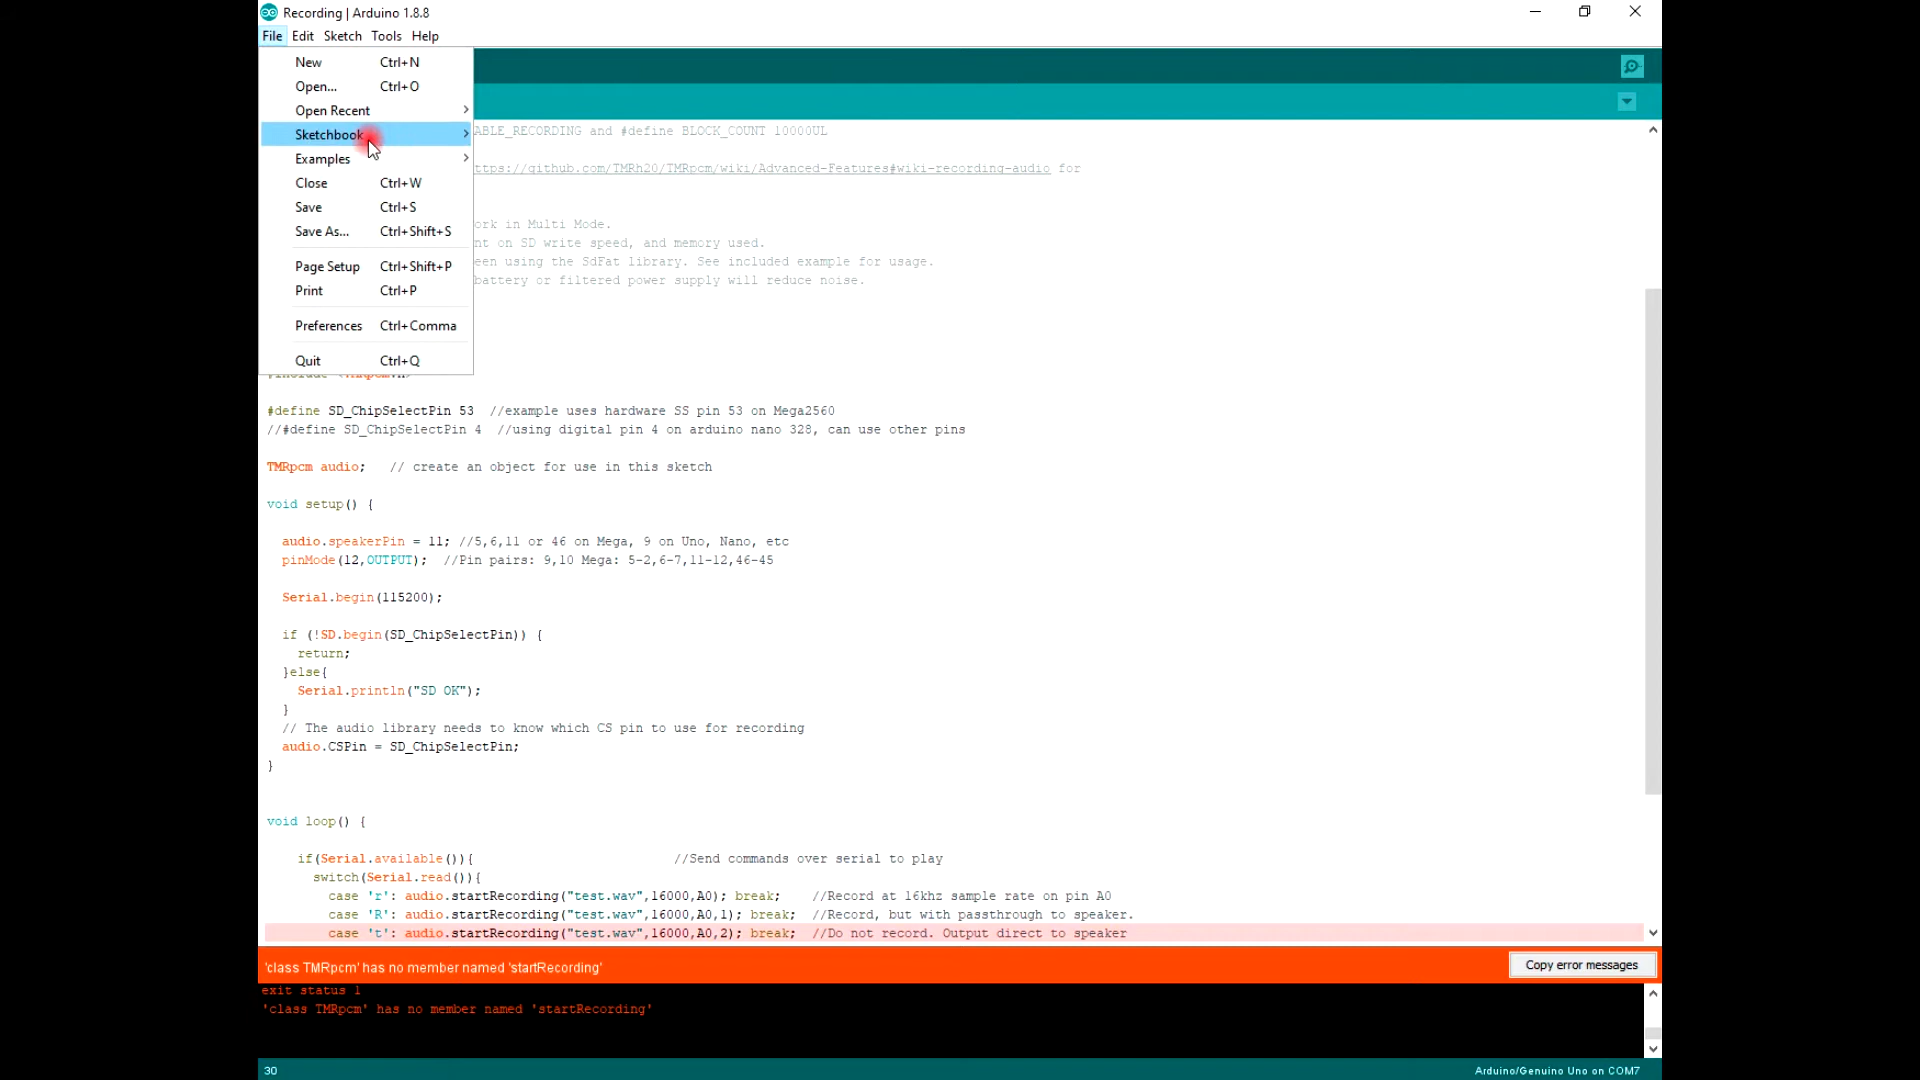 Recording | Arduino 1.8.8
File Edit Sketch Tools Help
New Ctrl+N
Open... Ctrl+O
Open Recent
Sketchbook
Examples
Close Ctrl+W
Save Ctrl+S
Save As... Ctrl+Shift+S
Page Setup Ctrl+Shift+P
Print Ctrl+P
Preferences Ctrl+Comma
Quit Ctrl+Q
ABLE_RECORDING and #define BLOCK_COUNT 10000UL
ttps://github.com/TMRh20/TMRpcm/wiki/Advanced-Features#wiki-recording-audio for
ork in Multi Mode.
nt on SD write speed, and memory used.
een using the SdFat library. See included example for usage.
battery or filtered power supply will reduce noise.
#define SD_ChipSelectPin 53 //example uses hardware SS pin 53 on Mega2560
//#define SD_ChipSelectPin 4 //using digital pin 4 on arduino nano 328, can use other pins
TMRpcm audio; // create an object for use in this sketch
void setup() {
audio.speakerPin = 11; //5,6,11 or 46 on Mega, 9 on Uno, Nano, etc
pinMode(12,OUTPUT); //Pin pairs: 9,10 Mega: 5-2,6-7,11-12,46-45
Serial.begin(115200);
if (!SD.begin(SD_ChipSelectPin)) {
return;
}else{
Serial.println("SD OK");
}
// The audio library needs to know which CS pin to use for recording
audio.CSPin = SD_ChipSelectPin;
}
void loop() {
if(Serial.available()){ //Send commands over serial to play
switch(Serial.read()){
case 'r': audio.startRecording("test.wav",16000,A0); break; //Record at 16khz sample rate on pin A0
case 'R': audio.startRecording("test.wav",16000,A0,1); break; //Record, but with passthrough to speaker.
case 't': audio.startRecording("test.wav",16000,A0,2); break; //Do not record. Output direct to speaker
'class TMRpcm' has no member named 'startRecording'
Copy error messages
exit status 1
'class TMRpcm' has no member named 'startRecording'
30
Arduino/Genuino Uno on COM7